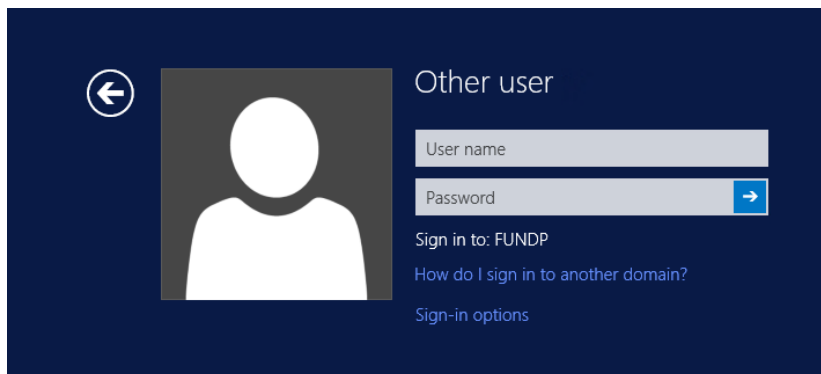 Other user
User name
Password
Sign in to: FUNDP
How do I sign in to another domain?
Sign-in options